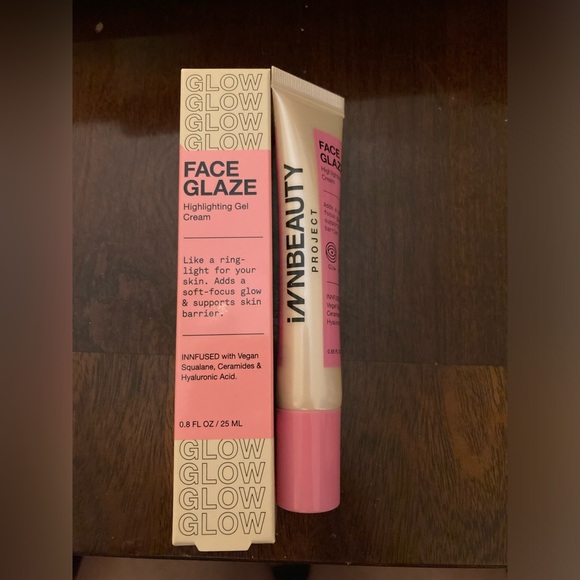 GLOW
GLOW
GLOW
GLOW
FACE
GLAZE
Highlighting Gel
Cream
Like a ring-
light for your
skin. Adds a
soft-focus glow
& supports skin
barrier.
INNFUSED with Vegan
Squalane, Ceramides &
Hyaluronic Acid.
0.8 FL OZ / 25 ML
GLOW
GLOW
GLOW
GLOW
iNNBEAUTY
PROJECT
FACE
GLAZE
Cream